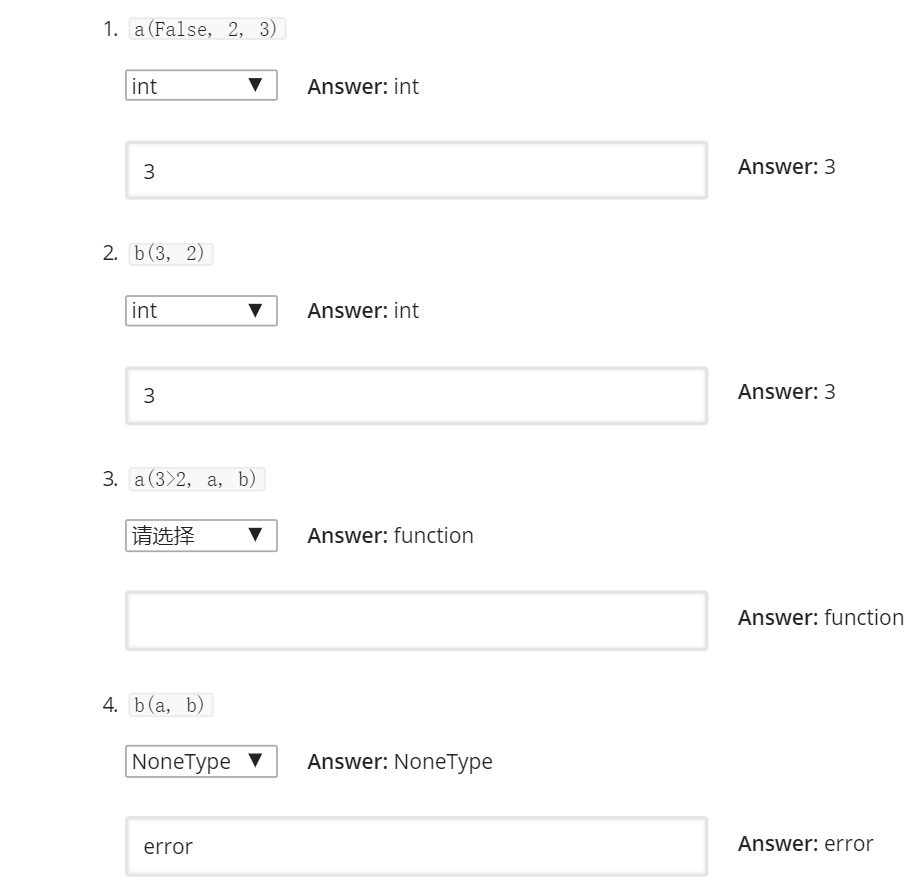 1. a(False, 2, 3)
int ▼ Answer: int
3 Answer: 3
2. b(3, 2)
int ▼ Answer: int
3 Answer: 3
3. a(3>2, a, b)
请选择 ▼ Answer: function
Answer: function
4. b(a, b)
NoneType ▼ Answer: NoneType
error Answer: error